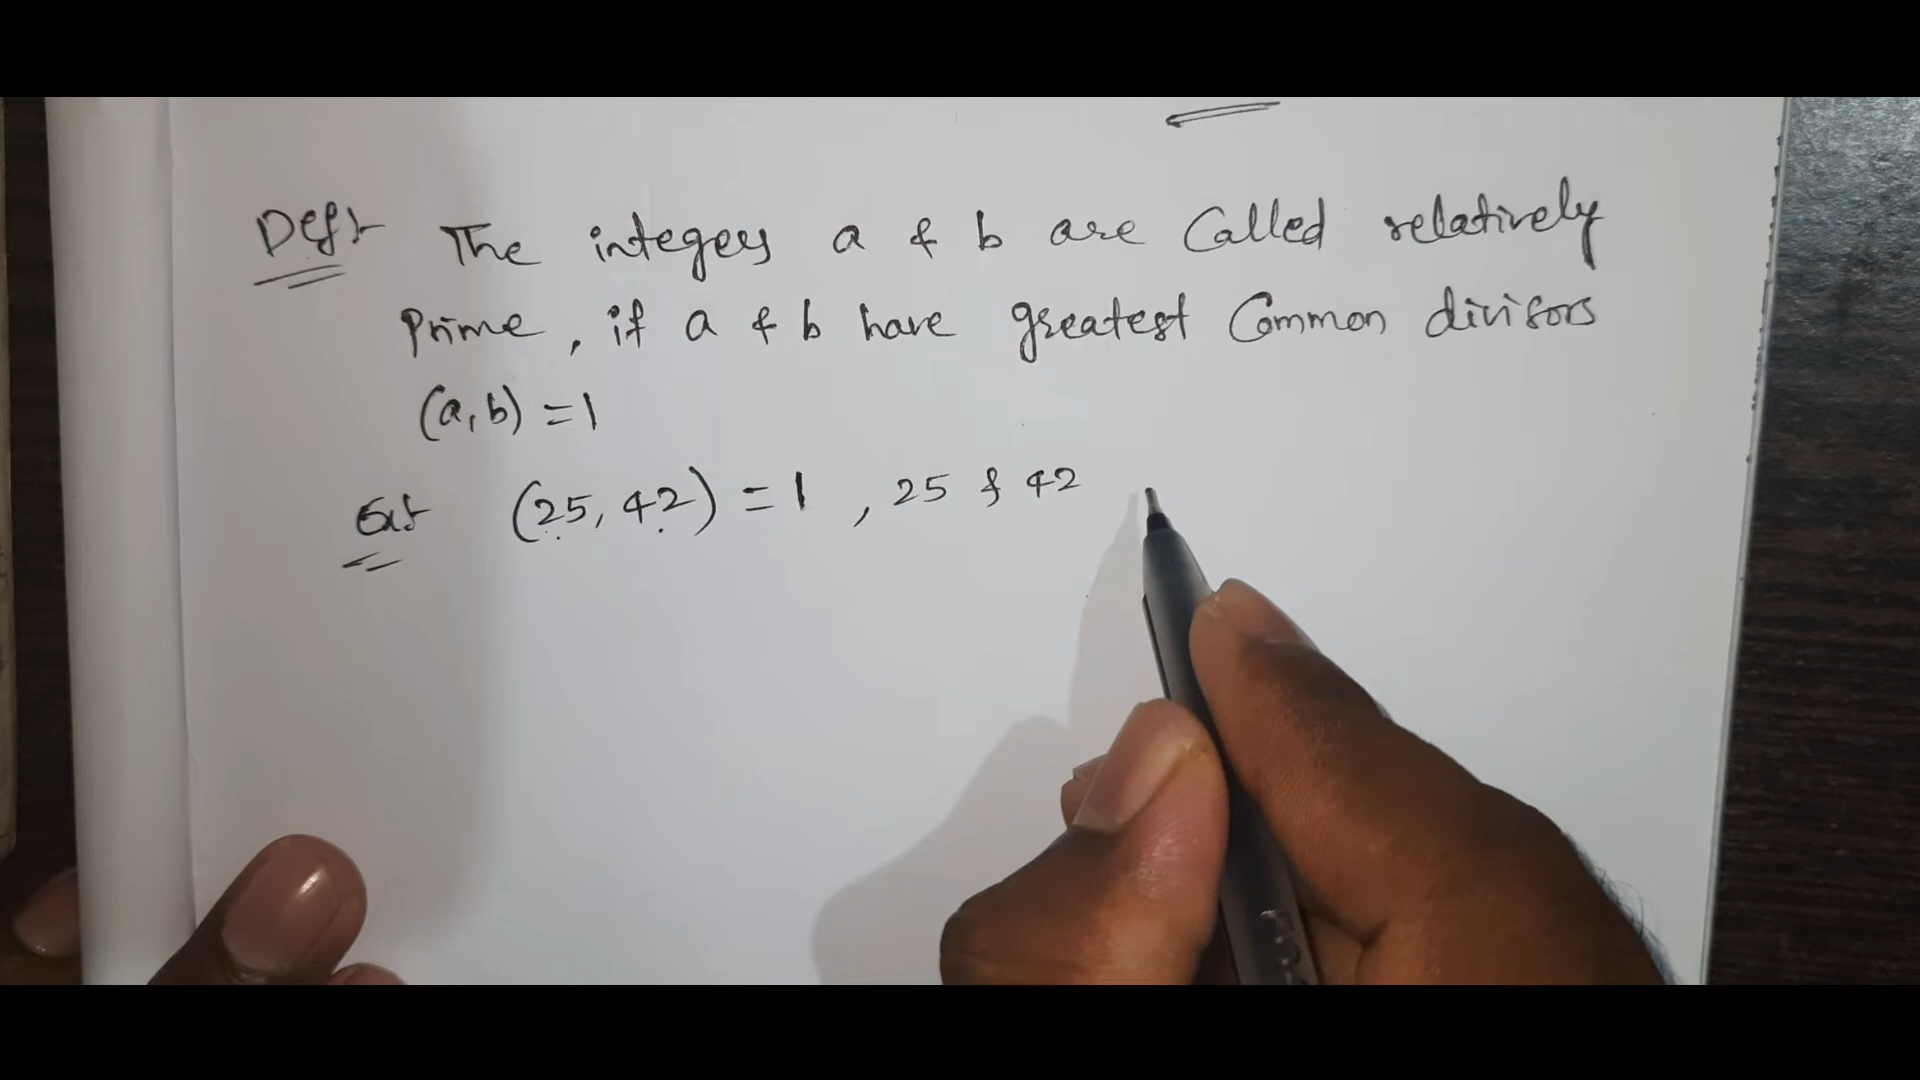 Def:- The integers a & b are called relatively
Prime, if a & b have greatest Common divisors
(a,b) = 1
Ex:- (25, 42) = 1 , 25 & 42